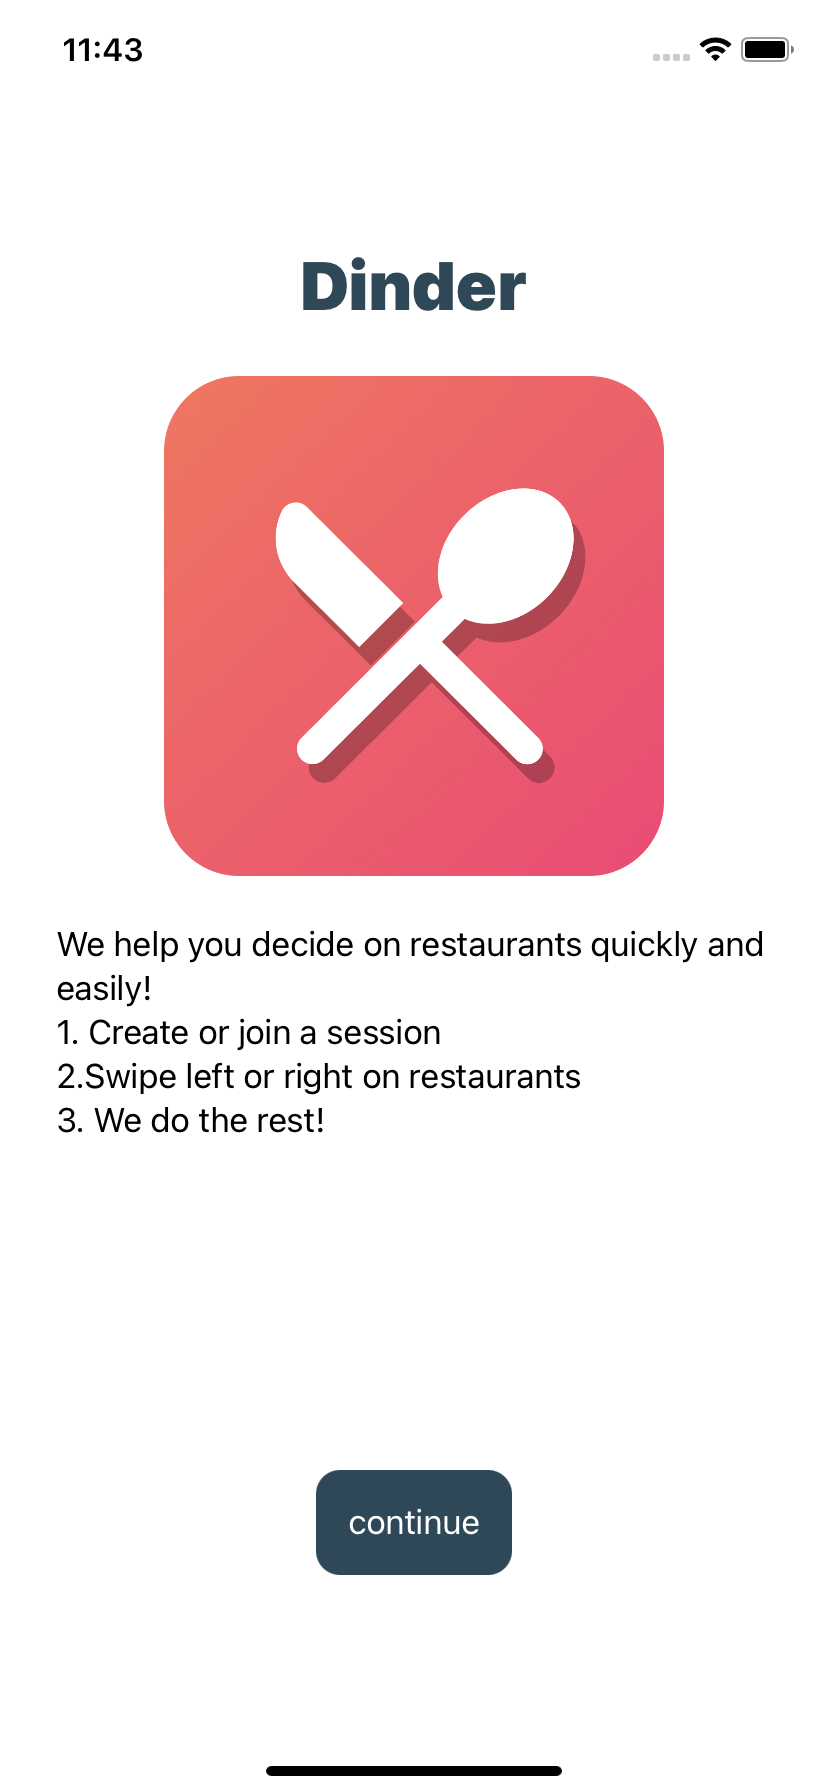 11:43
Dinder
We help you decide on restaurants quickly and
easily!
1. Create or join a session
2.Swipe left or right on restaurants
3. We do the rest!
continue